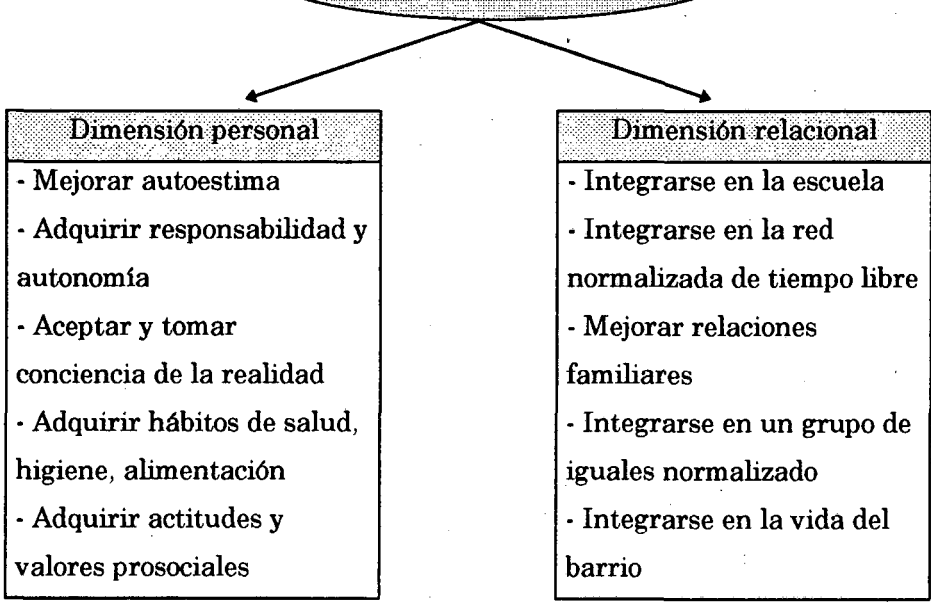 Dimensión personal
- Mejorar autoestima
- Adquirir responsabilidad y
autonomía
- Aceptar y tomar
conciencia de la realidad
- Adquirir hábitos de salud,
higiene, alimentación
- Adquirir actitudes y
valores prosociales
Dimensión relacional
- Integrarse en la escuela
- Integrarse en la red
normalizada de tiempo libre
- Mejorar relaciones
familiares
- Integrarse en un grupo de
iguales normalizado
- Integrarse en la vida del
barrio